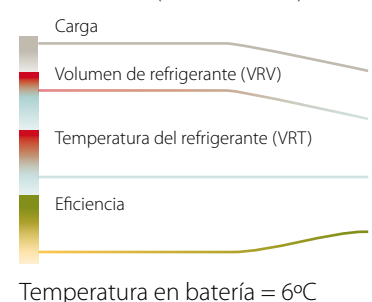 Carga
Volumen de refrigerante (VRV)
Temperatura del refrigerante (VRT)
Eficiencia
Temperatura en batería = 6ºC